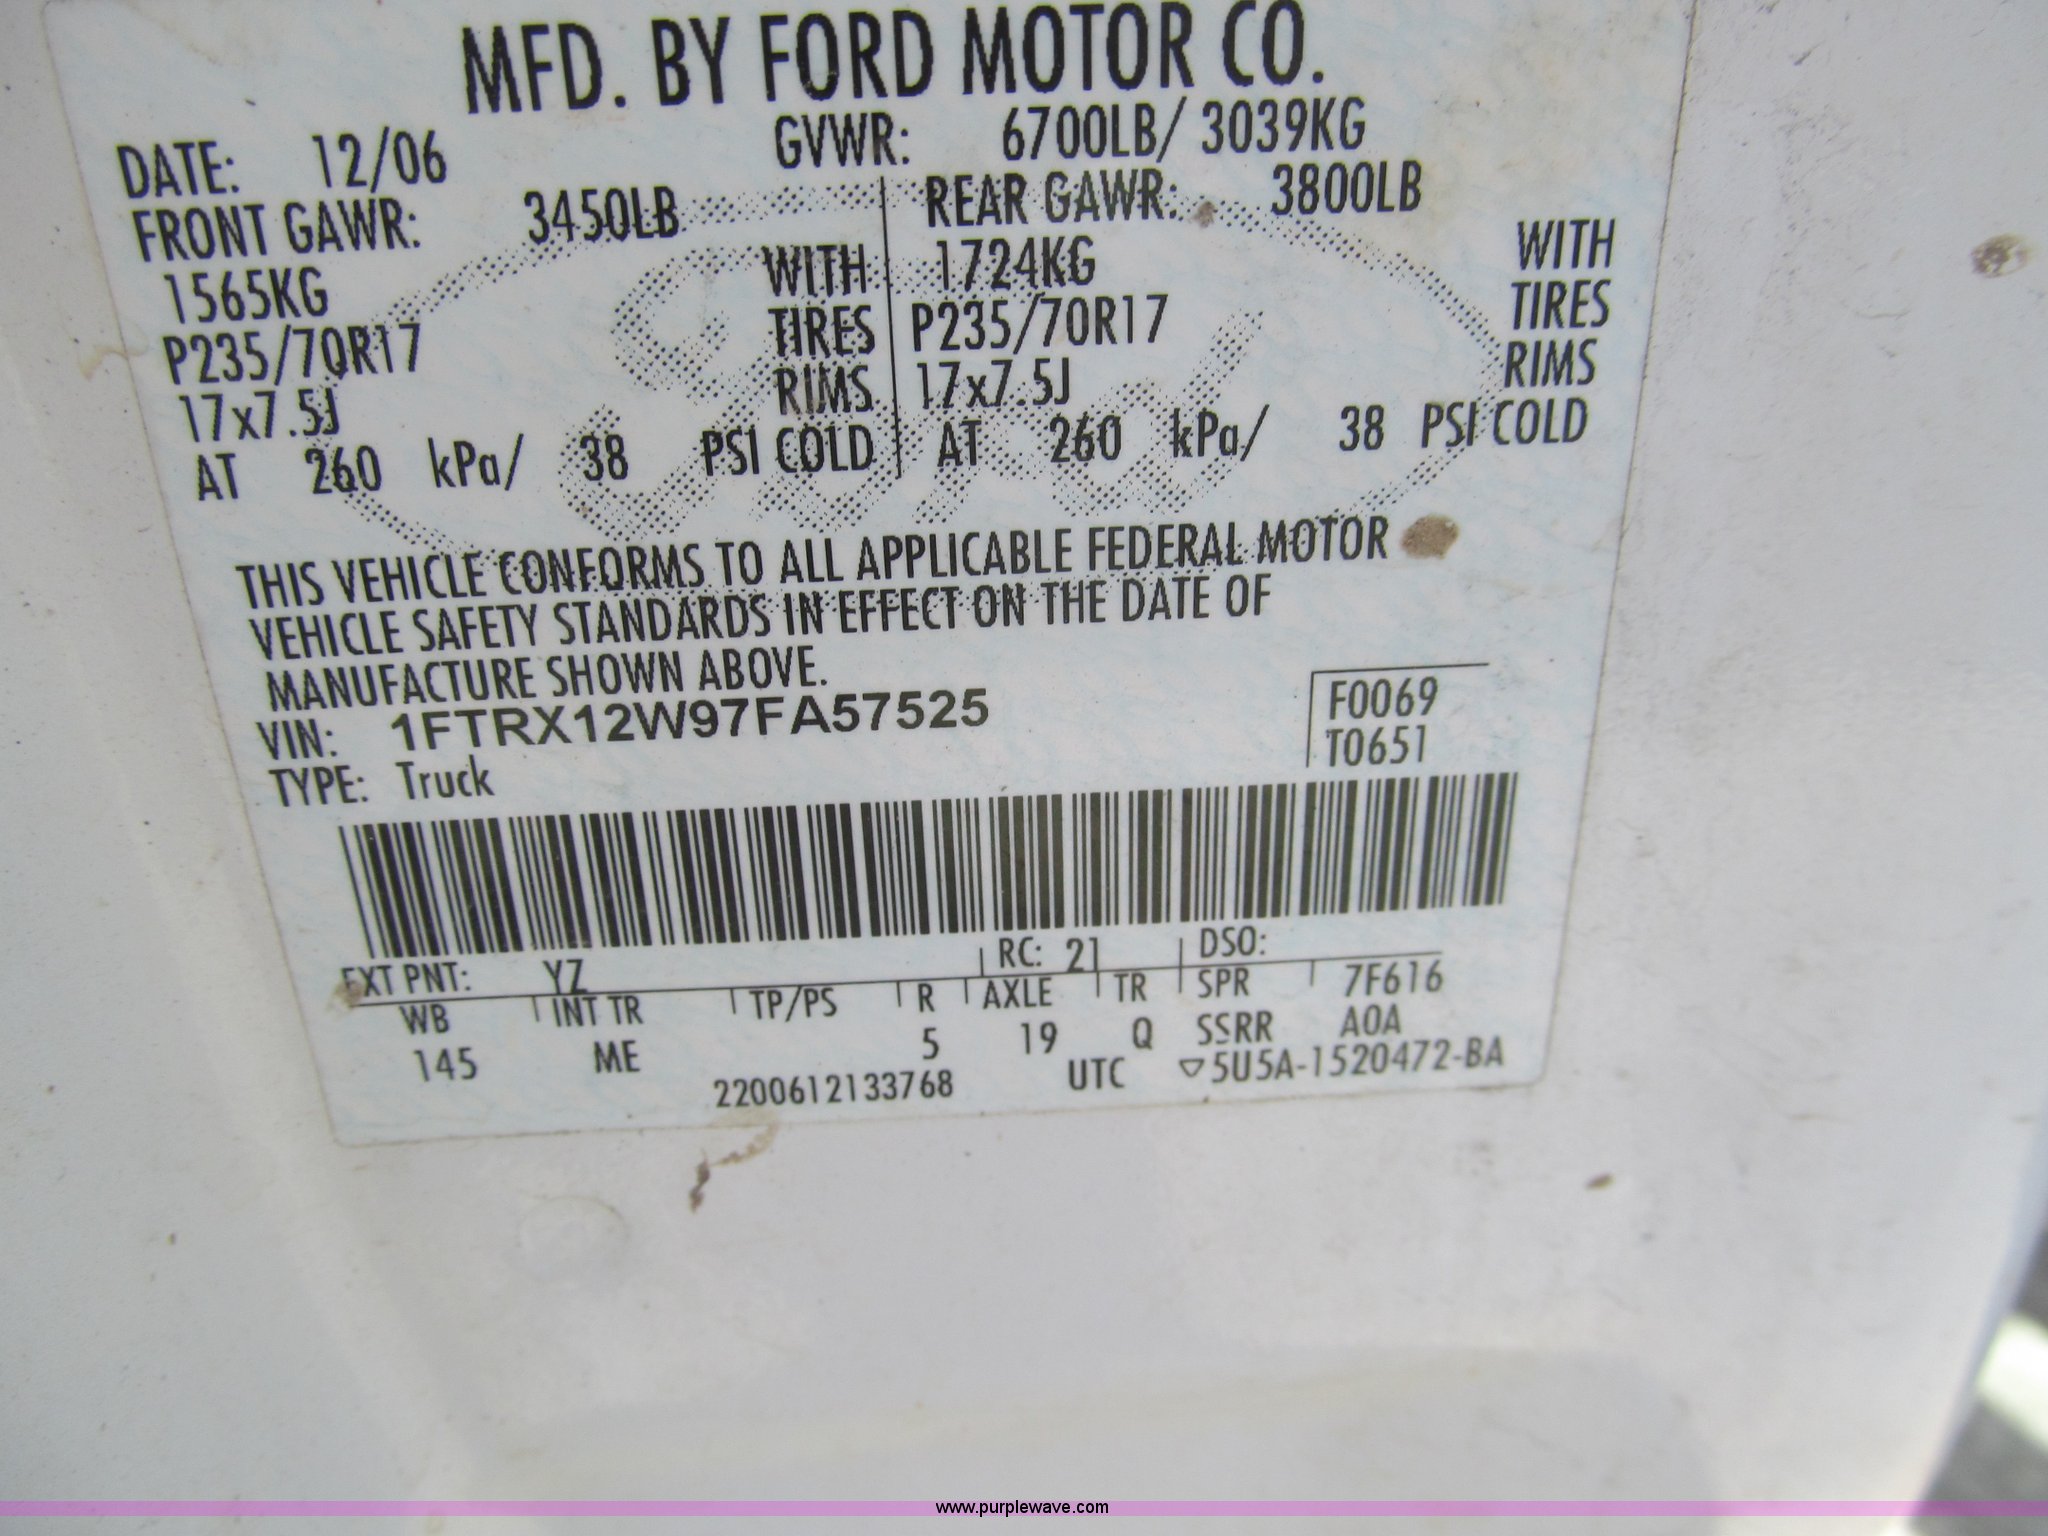 MFD. BY FORD MOTOR CO.
DATE: 12/06 GVWR: 6700LB/ 3039KG
FRONT GAWR: 3450LB REAR GAWR: 3800LB
1565KG WITH 1724KG WITH
P235/70R17 TIRES P235/70R17 TIRES
17x7.5J RIMS 17x7.5J RIMS
AT 260 kPa/ 38 PSI COLD AT 260 kPa/ 38 PSI COLD
THIS VEHICLE CONFORMS TO ALL APPLICABLE FEDERAL MOTOR
VEHICLE SAFETY STANDARDS IN EFFECT ON THE DATE OF
MANUFACTURE SHOWN ABOVE.
VIN: 1FTRX12W97FA57525 F0069
TYPE: Truck T0651
EXT PNT: YZ RC: 21 DSO:
WB INT TR TP/PS R AXLE TR SPR 7F616
145 ME 5 19 Q SSRR A0A
2200612133768 UTC ▽5U5A-1520472-BA
Ford
www.purplewave.com